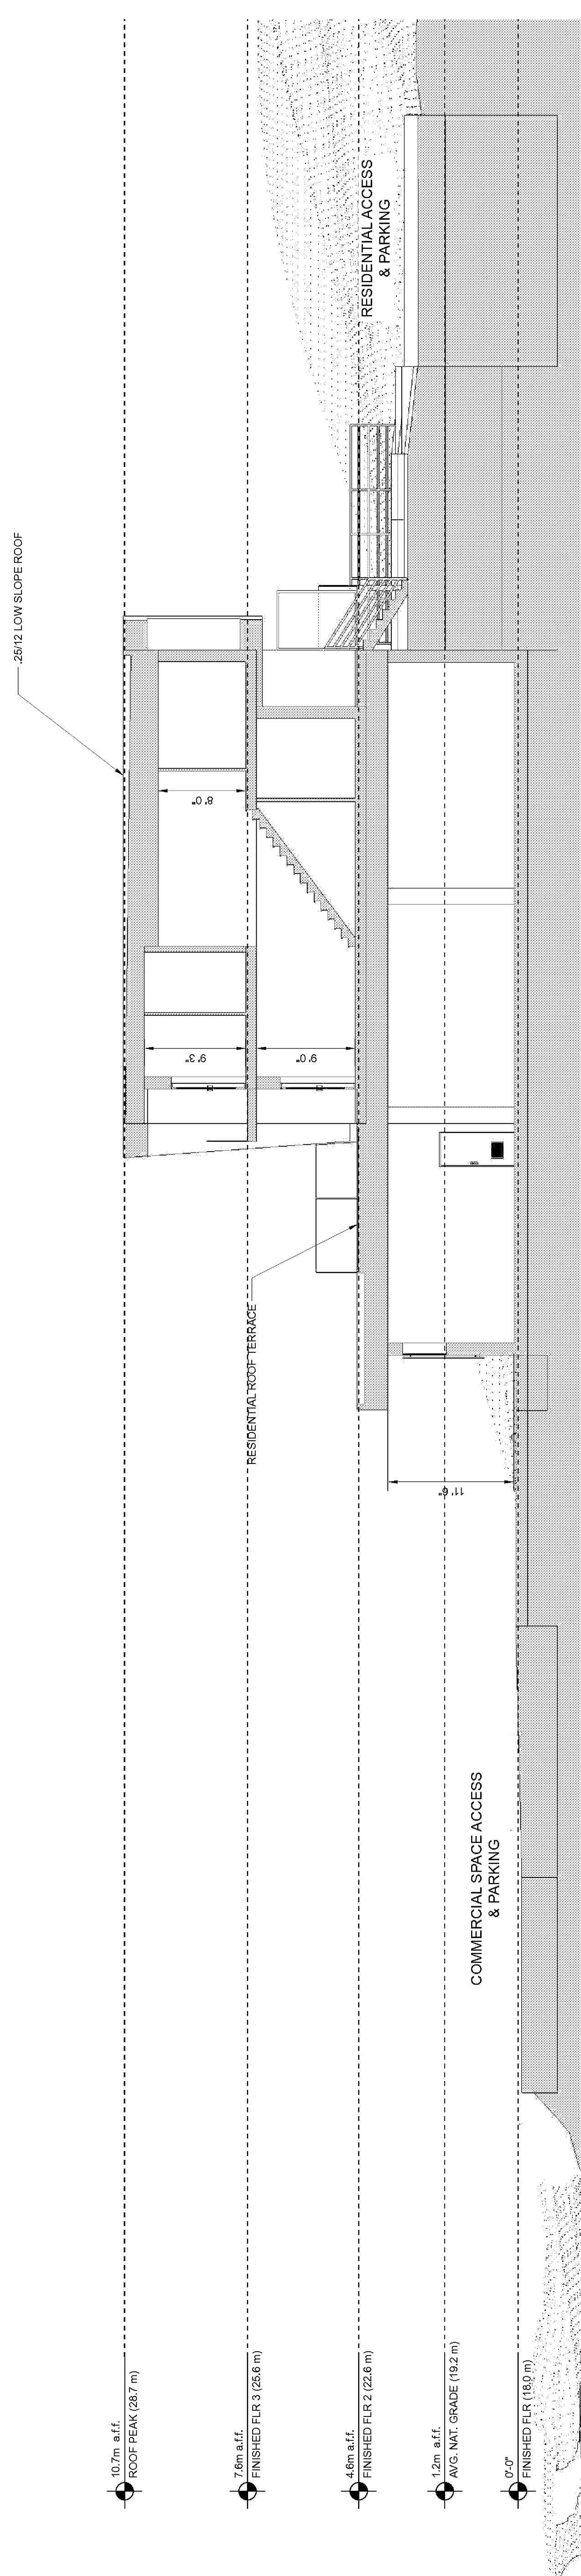 .25/12 LOW SLOPE ROOF
RESIDENTIAL ACCESS
& PARKING
8'.0"
9'.3"
9'.0"
RESIDENTIAL ROOF TERRACE
11'.6"
COMMERCIAL SPACE ACCESS
& PARKING
10.7m a.f.f.
ROOF PEAK (28.7 m)
7.6m a.f.f.
FINISHED FLR 3 (25.6 m)
4.6m a.f.f.
FINISHED FLR 2 (22.6 m)
1.2m a.f.f.
AVG. NAT. GRADE (19.2 m)
0'-0"
FINISHED FLR (18.0 m)